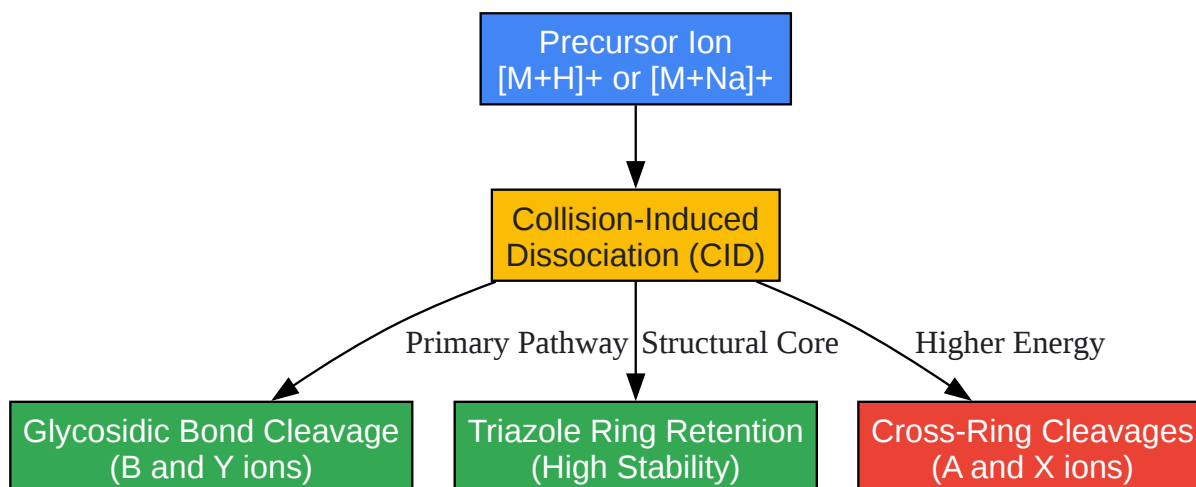 Precursor Ion
[M+H]+ or [M+Na]+
Collision-Induced
Dissociation (CID)
Primary Pathway
Structural Core
Higher Energy
Glycosidic Bond Cleavage
(B and Y ions)
Triazole Ring Retention
(High Stability)
Cross-Ring Cleavages
(A and X ions)